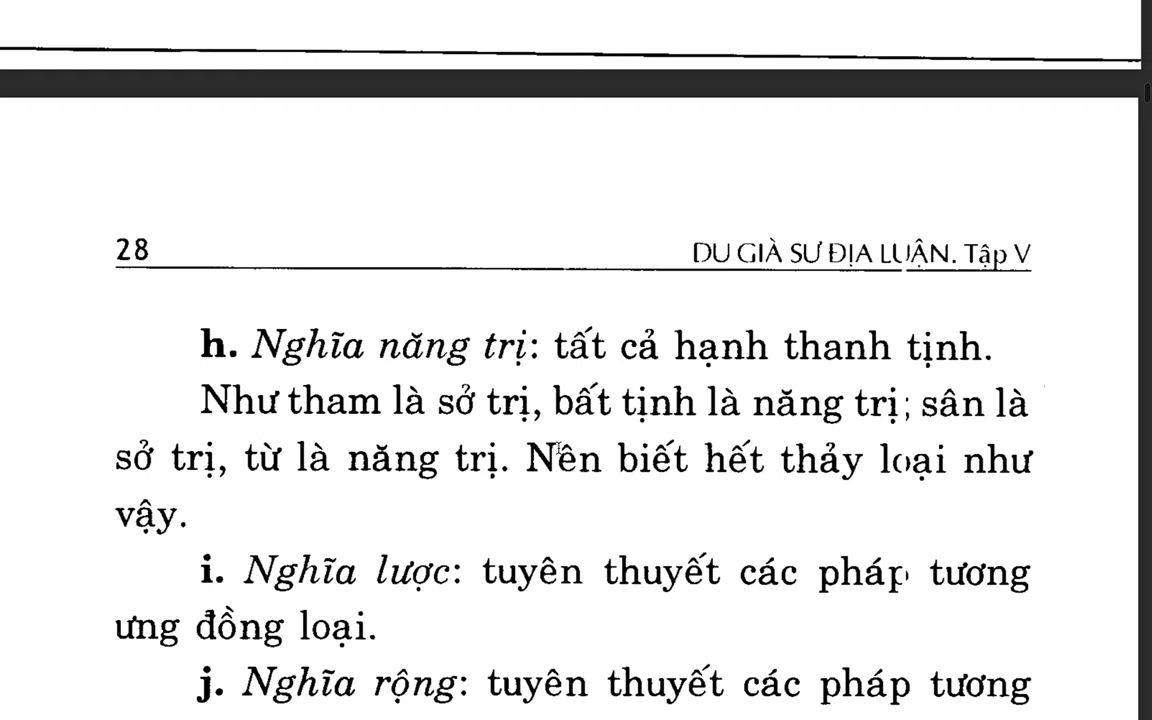 28
DU GIÀ SƯ ĐỊA LUẬN. Tập V
h. Nghĩa năng trị: tất cả hạnh thanh tịnh.
Như tham là sở trị, bất tịnh là năng trị; sân là
sở trị, từ là năng trị. Nên biết hết thảy loại như
vậy.
i. Nghĩa lược: tuyên thuyết các pháp tương
ưng đồng loại.
j. Nghĩa rộng: tuyên thuyết các pháp tương